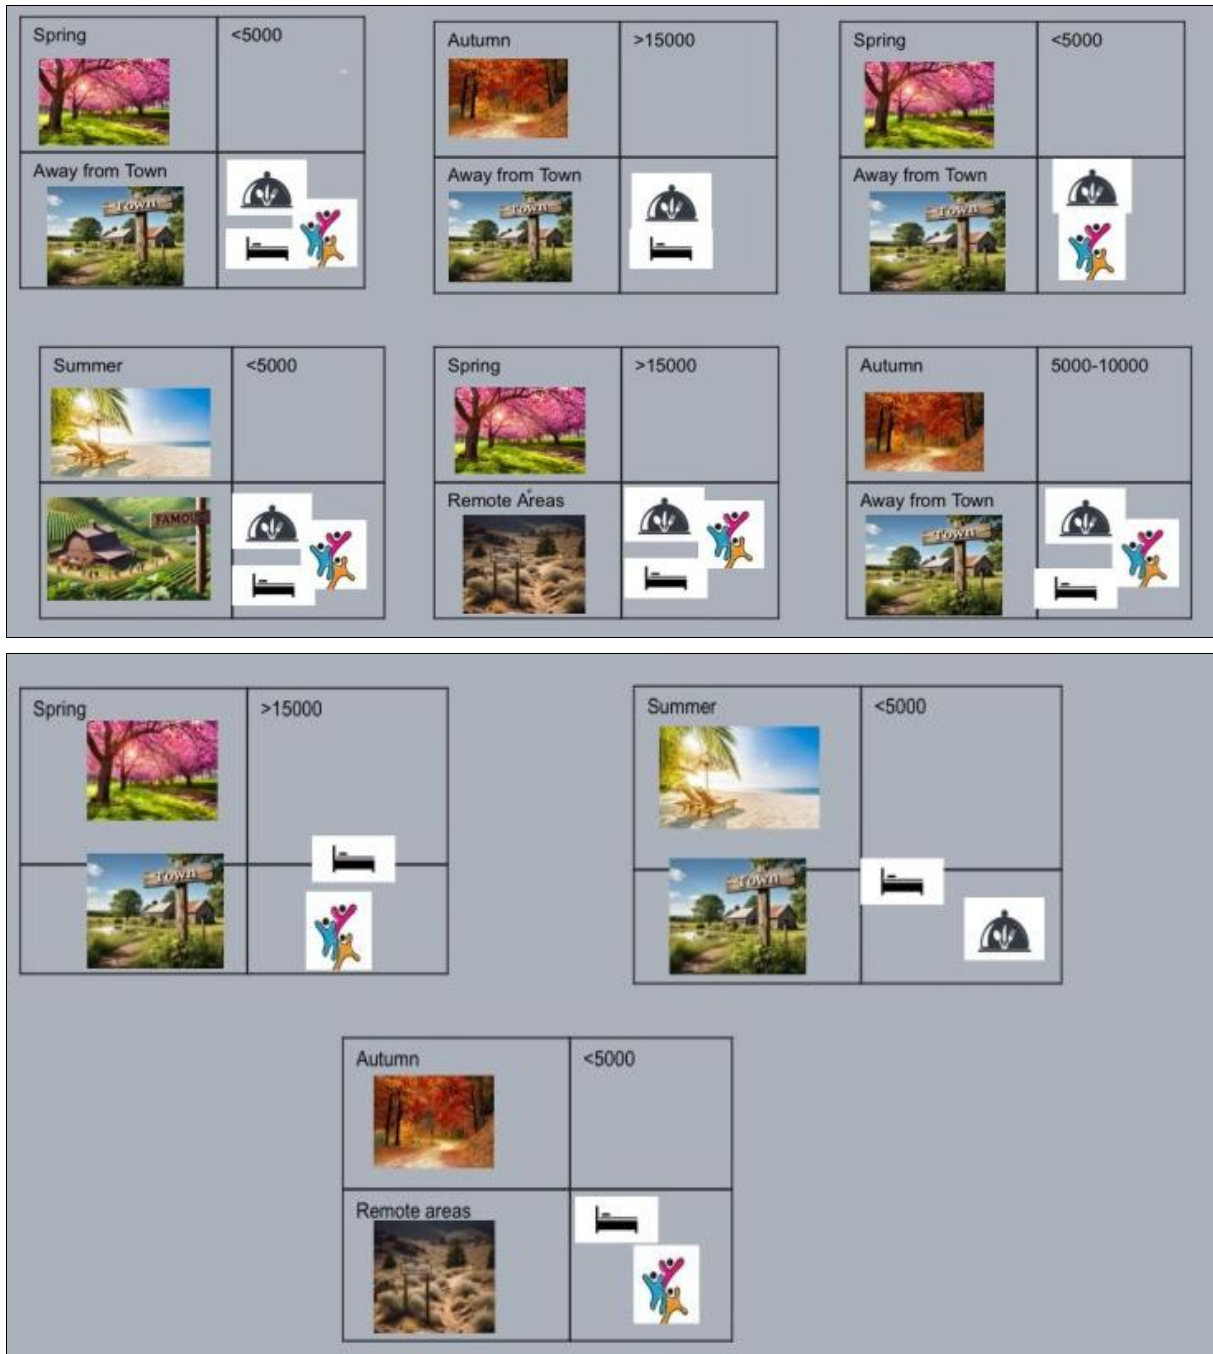 Spring
<5000
Away from Town
Town
Autumn
>15000
Away from Town
Town
Spring
<5000
Away from Town
Town
Summer
<5000
FAMOUS
Spring
>15000
Remote Areas
Autumn
5000-10000
Away from Town
Town
Spring
>15000
Town
Summer
<5000
Town
Autumn
<5000
Remote areas